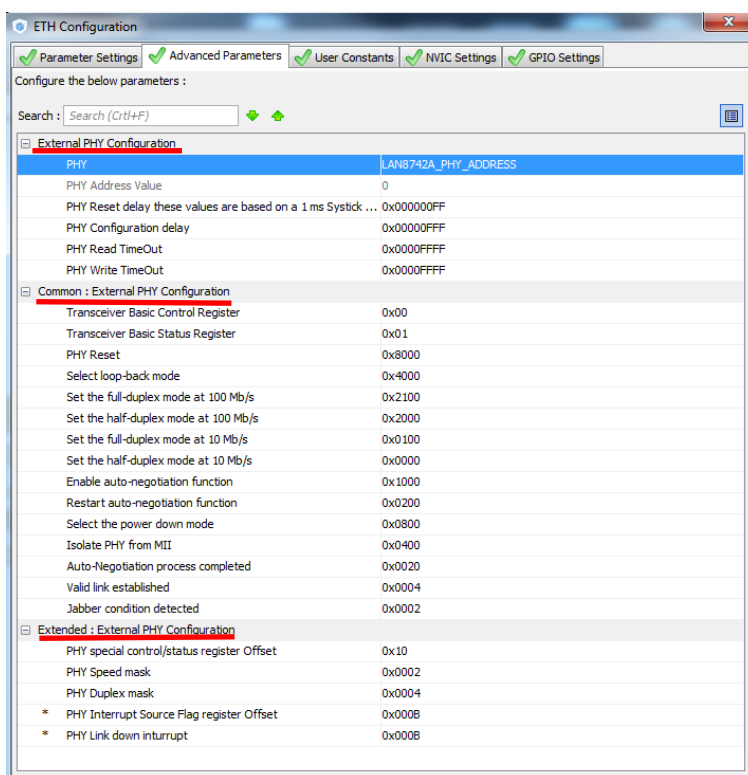 ETH Configuration
Parameter Settings Advanced Parameters User Constants NVIC Settings GPIO Settings
Configure the below parameters :
Search : Search (Crtl+F)
External PHY Configuration
PHY LAN8742A_PHY_ADDRESS
PHY Address Value 0
PHY Reset delay these values are based on a 1 ms Systick ... 0x000000FF
PHY Configuration delay 0x00000FFF
PHY Read TimeOut 0x0000FFFF
PHY Write TimeOut 0x0000FFFF
Common : External PHY Configuration
Transceiver Basic Control Register 0x00
Transceiver Basic Status Register 0x01
PHY Reset 0x8000
Select loop-back mode 0x4000
Set the full-duplex mode at 100 Mb/s 0x2100
Set the half-duplex mode at 100 Mb/s 0x2000
Set the full-duplex mode at 10 Mb/s 0x0100
Set the half-duplex mode at 10 Mb/s 0x0000
Enable auto-negotiation function 0x1000
Restart auto-negotiation function 0x0200
Select the power down mode 0x0800
Isolate PHY from MII 0x0400
Auto-Negotiation process completed 0x0020
Valid link established 0x0004
Jabber condition detected 0x0002
Extended : External PHY Configuration
PHY special control/status register Offset 0x10
PHY Speed mask 0x0002
PHY Duplex mask 0x0004
* PHY Interrupt Source Flag register Offset 0x000B
* PHY Link down inturrupt 0x000B